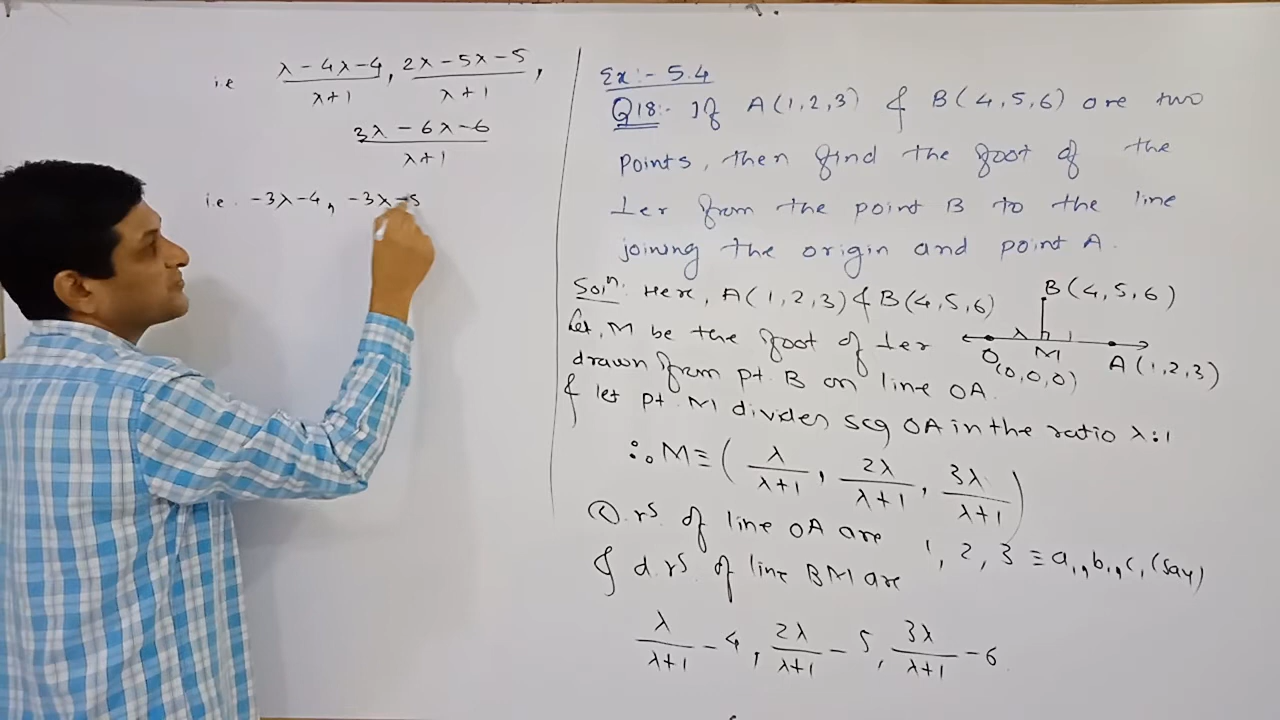 i.e λ - 4λ - 4 / λ+1 , 2λ - 5λ - 5 / λ+1 ,
3λ - 6λ - 6 / λ+1
i.e. -3λ-4, -3λ-5
Ex:- 5.4
Q18:- If A(1,2,3) & B(4,5,6) are two
points, then find the foot of the
⊥er from the point B to the line
joining the origin and point A.
Solⁿ: Here, A(1,2,3) & B(4,5,6)
Let, M be the foot of ⊥er
drawn from pt. B on line OA.
& let pt. M divides seg OA in the ratio λ:1
∴ M ≡ ( λ / λ+1 , 2λ / λ+1 , 3λ / λ+1 )
D.rs. of line OA are 1, 2, 3 ≡ a₁, b₁, c₁ (say)
& d.rs. of line BM are
λ / λ+1 - 4, 2λ / λ+1 - 5, 3λ / λ+1 - 6
B(4,5,6)
λ 1
O M A(1,2,3)
(0,0,0)